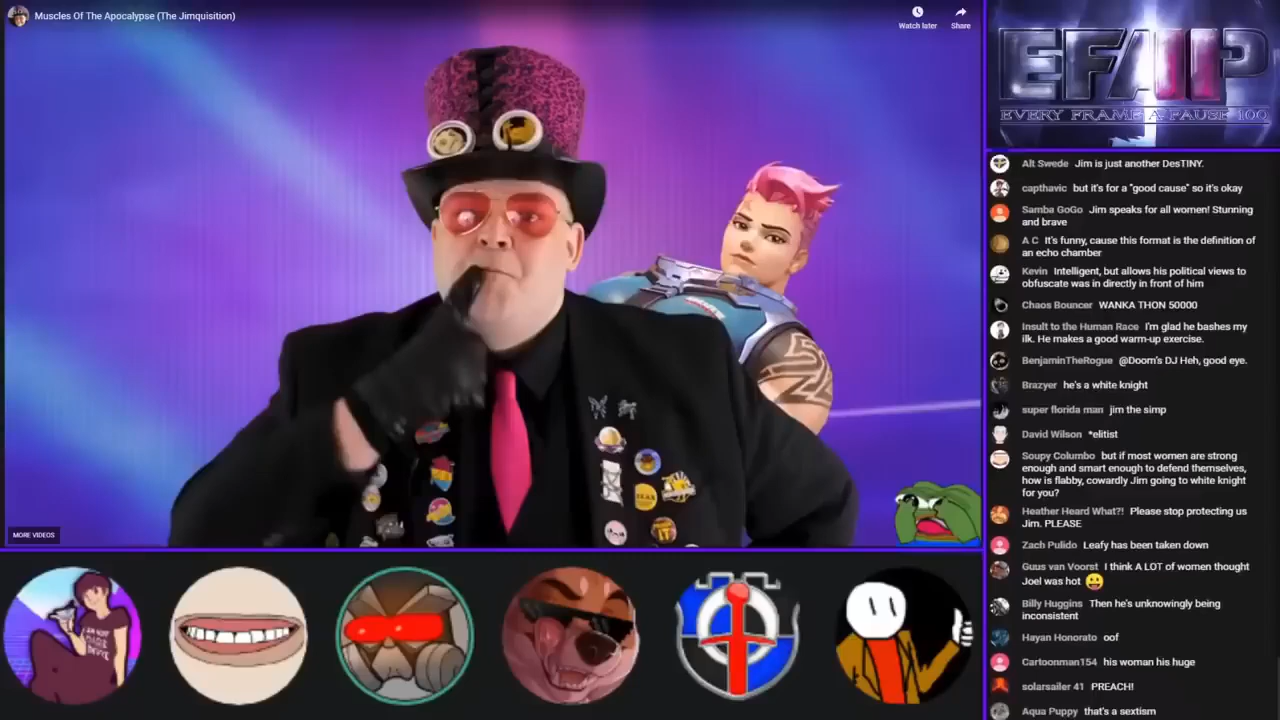 Muscles Of The Apocalypse (The Jimquisition)
Watch later
Share
MORE VIDEOS
EFAP
EVERY FRAME A PAUSE 100
Alt Swede Jim is just another DesTINY.
capthavic but it's for a "good cause" so it's okay
Samba GoGo Jim speaks for all women! Stunning
and brave
A C It's funny, cause this format is the definition of
an echo chamber
Kevin Intelligent, but allows his political views to
obfuscate was in directly in front of him
Chaos Bouncer WANKA THON 50000
Insult to the Human Race I'm glad he bashes my
ilk. He makes a good warm-up exercise.
BenjaminTheRogue @Doom's DJ Heh, good eye.
Brazyer he's a white knight
super florida man jim the simp
David Wilson *elitist
Soupy Columbo but if most women are strong
enough and smart enough to defend themselves,
how is flabby, cowardly Jim going to white knight
for you?
Heather Heard What?! Please stop protecting us
Jim. PLEASE
Zach Pulido Leafy has been taken down
Guus van Voorst I think A LOT of women thought
Joel was hot 😀
Billy Huggins Then he's unknowingly being
inconsistent
Hayan Honorato oof
Cartoonman154 his woman his huge
solarsailer 41 PREACH!
Aqua Puppy that's a sextism